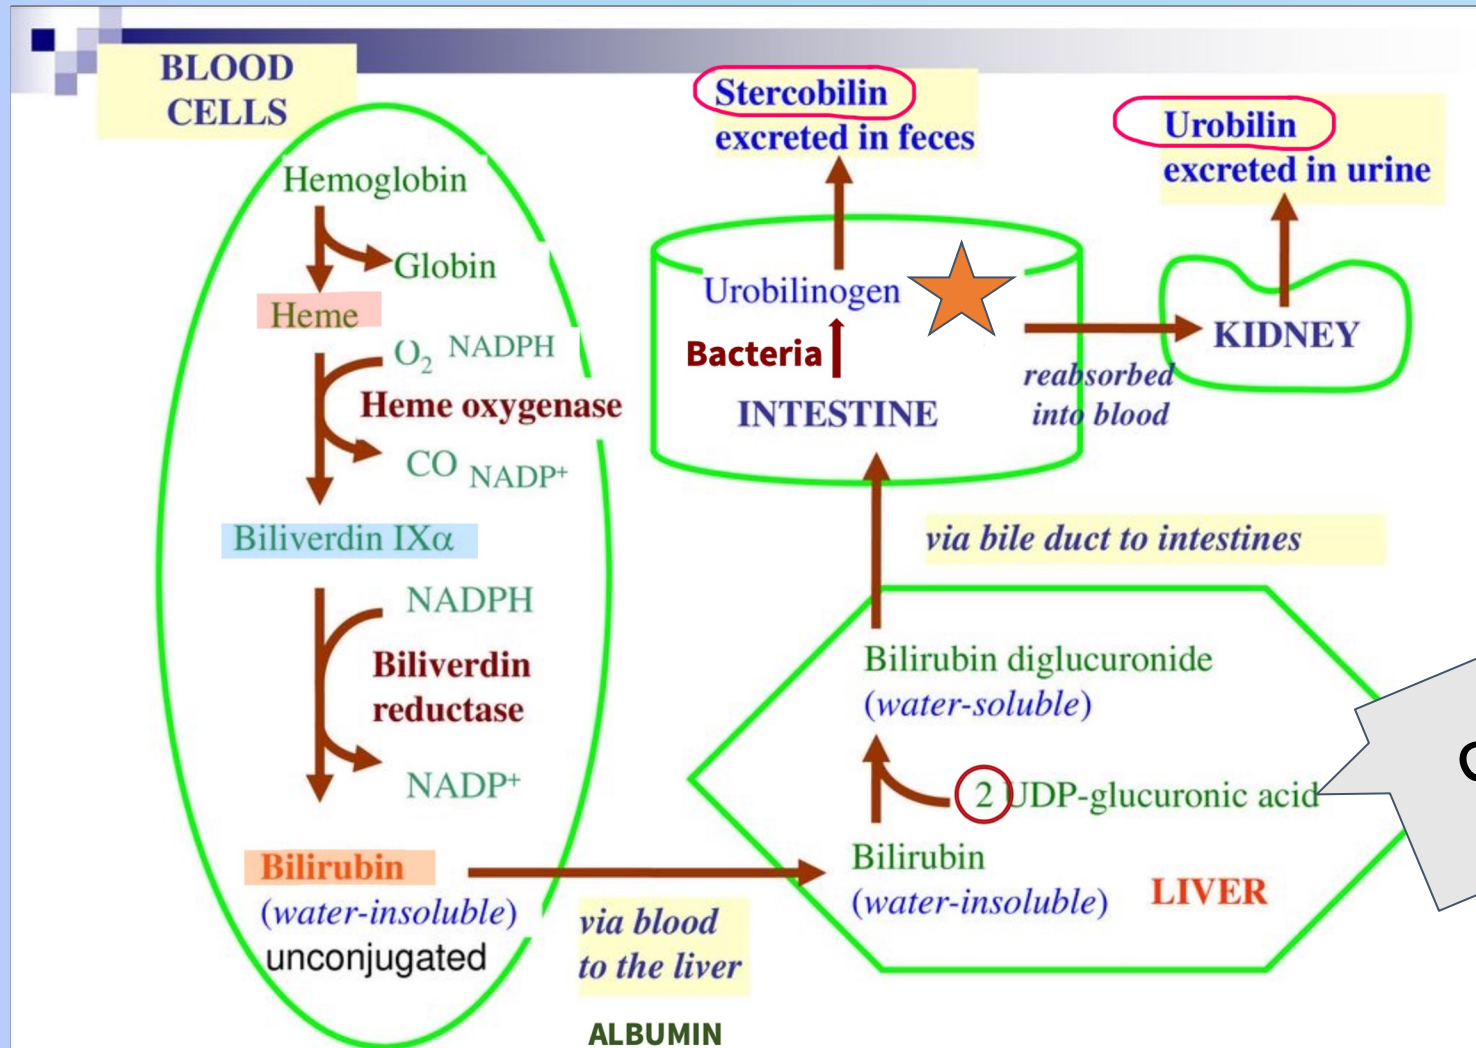 BLOOD
CELLS
Hemoglobin
Globin
Heme
O₂ NADPH
Heme oxygenase
CO NADP⁺
Biliverdin IXα
NADPH
Biliverdin
reductase
NADP⁺
Bilirubin
(water-insoluble)
unconjugated
via blood
to the liver
ALBUMIN
Stercobilin
excreted in feces
Urobilin
excreted in urine
Urobilinogen
Bacteria
INTESTINE
KIDNEY
reabsorbed
into blood
via bile duct to intestines
Bilirubin diglucuronide
(water-soluble)
2 UDP-glucuronic acid
Bilirubin
(water-insoluble)
LIVER